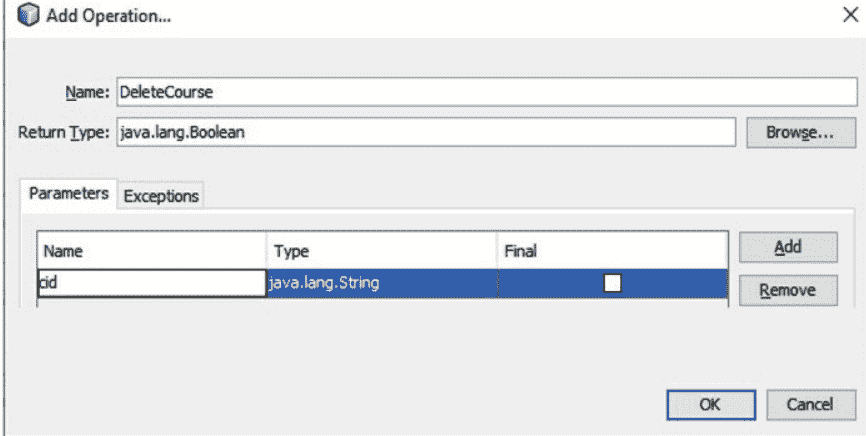 Add Operation...
Name: DeleteCourse
Return Type: java.lang.Boolean Browse...
Parameters Exceptions
Name Type Final Add
cid java.lang.String Remove
OK Cancel